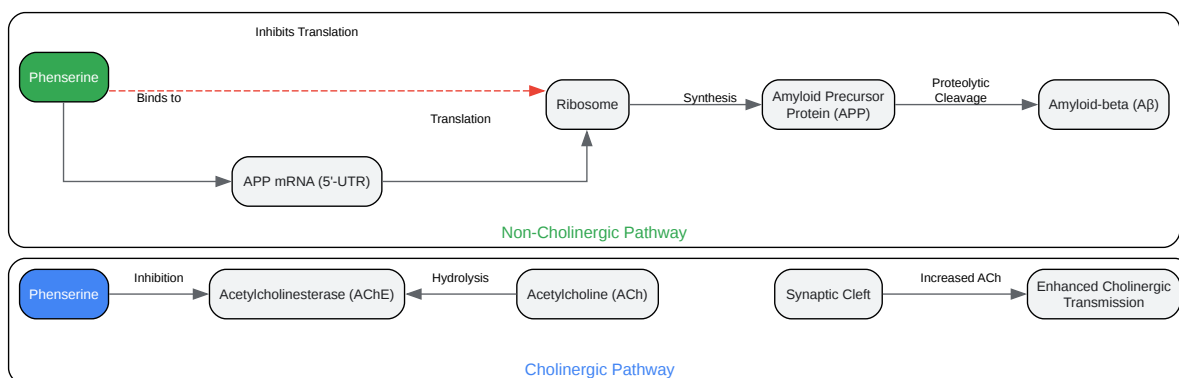 Inhibits Translation
Phenserine
Binds to
Translation
Ribosome
Synthesis
Amyloid Precursor
Protein (APP)
Proteolytic
Cleavage
Amyloid-beta (Aβ)
APP mRNA (5'-UTR)
Non-Cholinergic Pathway
Phenserine
Inhibition
Acetylcholinesterase (AChE)
Hydrolysis
Acetylcholine (ACh)
Synaptic Cleft
Increased ACh
Enhanced Cholinergic
Transmission
Cholinergic Pathway